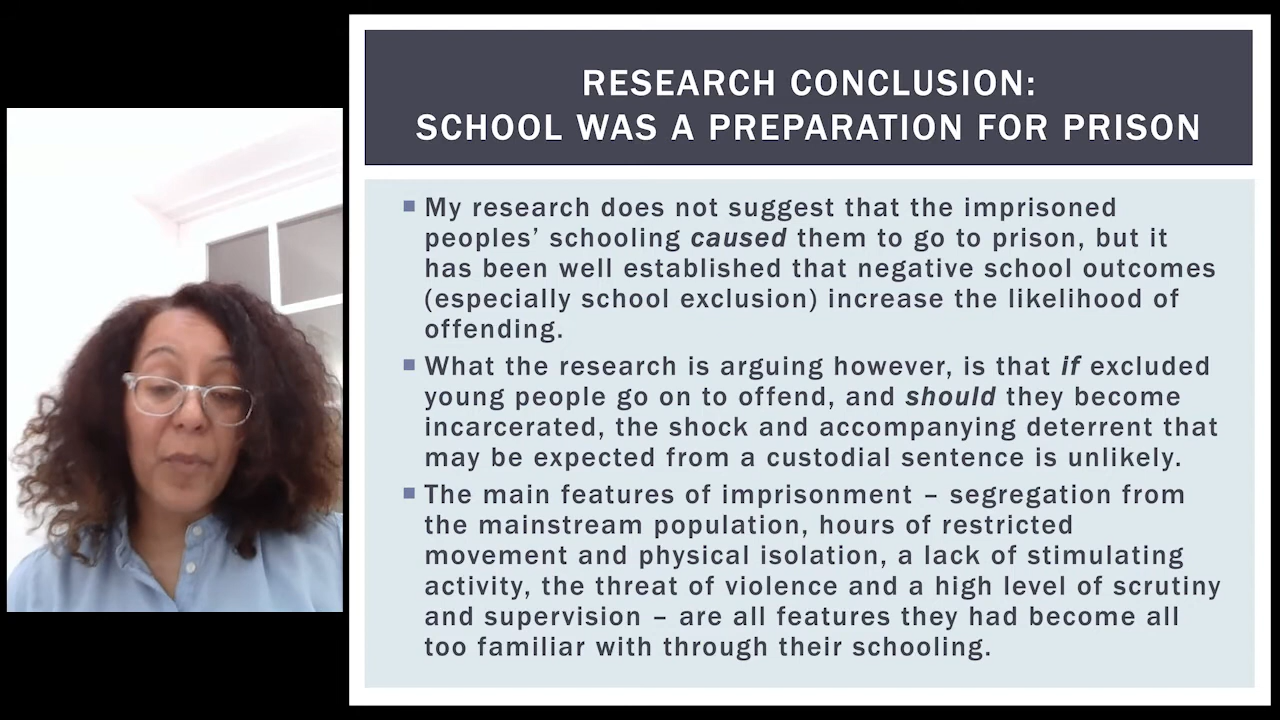 RESEARCH CONCLUSION:
SCHOOL WAS A PREPARATION FOR PRISON
My research does not suggest that the imprisoned
peoples’ schooling caused them to go to prison, but it
has been well established that negative school outcomes
(especially school exclusion) increase the likelihood of
offending.
What the research is arguing however, is that if excluded
young people go on to offend, and should they become
incarcerated, the shock and accompanying deterrent that
may be expected from a custodial sentence is unlikely.
The main features of imprisonment – segregation from
the mainstream population, hours of restricted
movement and physical isolation, a lack of stimulating
activity, the threat of violence and a high level of scrutiny
and supervision – are all features they had become all
too familiar with through their schooling.